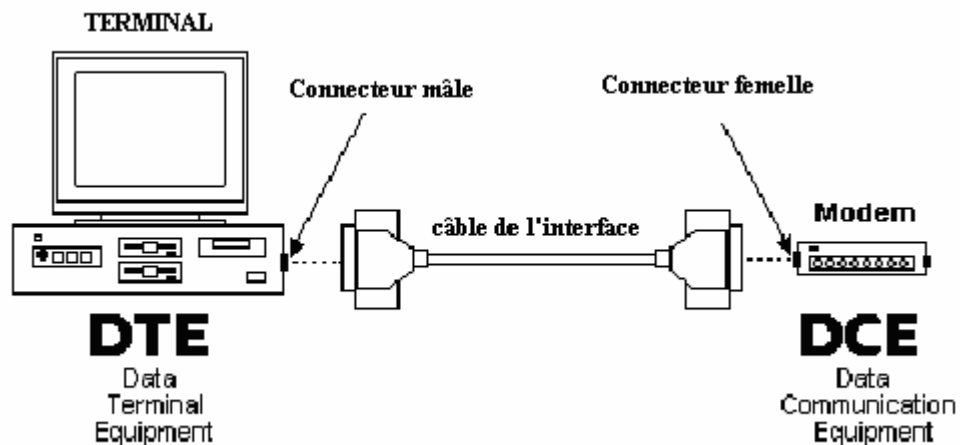 TERMINAL
Connecteur mâle
Connecteur femelle
câble de l'interface
Modem
DTE
Data
Terminal
Equipment
DCE
Data
Communication
Equipment